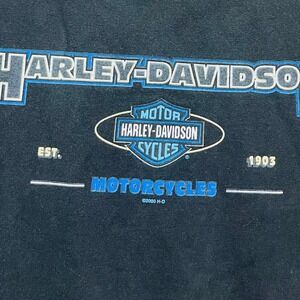 HARLEY-DAVIDSO
MOTOR
HARLEY-DAVIDSON
CYCLES
®
EST. 1903
MOTORCYCLES
©2000 H-D